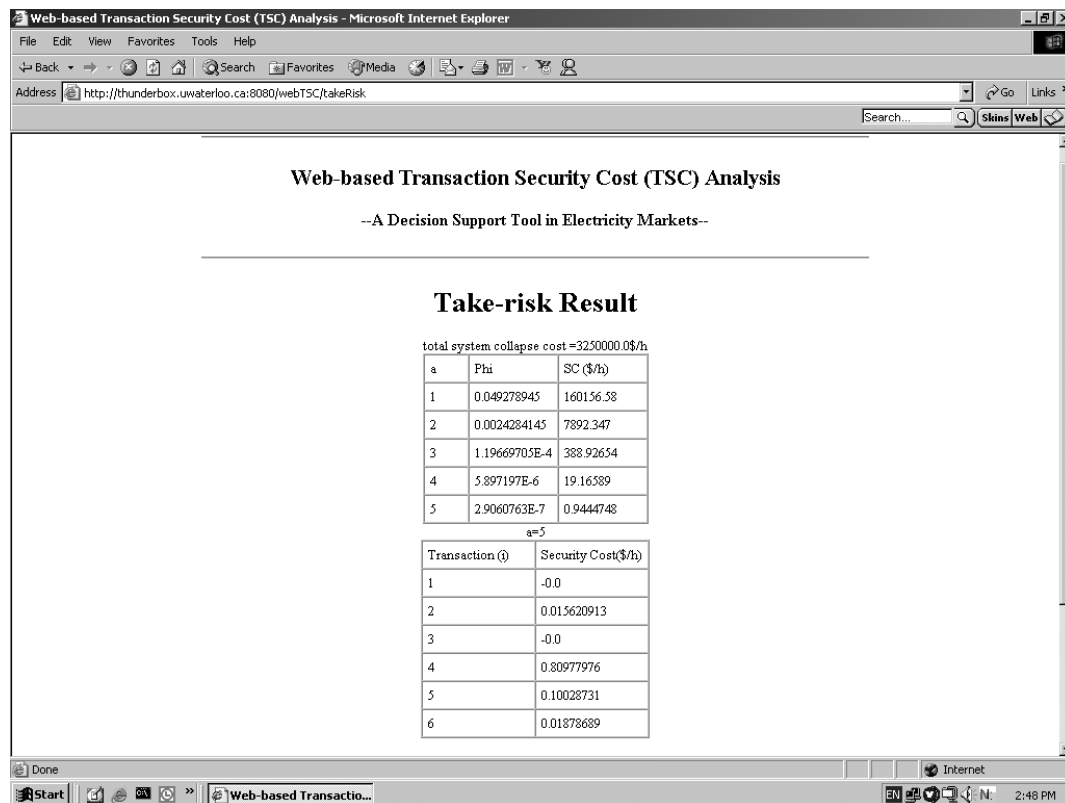 Web-based Transaction Security Cost (TSC) Analysis - Microsoft Internet Explorer
File Edit View Favorites Tools Help
Back Search Favorites Media
Address http://thunderbox.uwaterloo.ca:8080/webTSC/takeRisk Go Links
Search... Skins Web
Web-based Transaction Security Cost (TSC) Analysis
--A Decision Support Tool in Electricity Markets--
Take-risk Result
total system collapse cost =3250000.0$/h
a Phi SC ($/h)
1 0.049278945 160156.58
2 0.0024284145 7892.347
3 1.19669705E-4 388.92654
4 5.897197E-6 19.16589
5 2.9060763E-7 0.9444748
a=5
Transaction (i) Security Cost($/h)
1 -0.0
2 0.015620913
3 -0.0
4 0.80977976
5 0.10028731
6 0.01878689
Done Internet
Start » Web-based Transactio... EN N: 2:48 PM